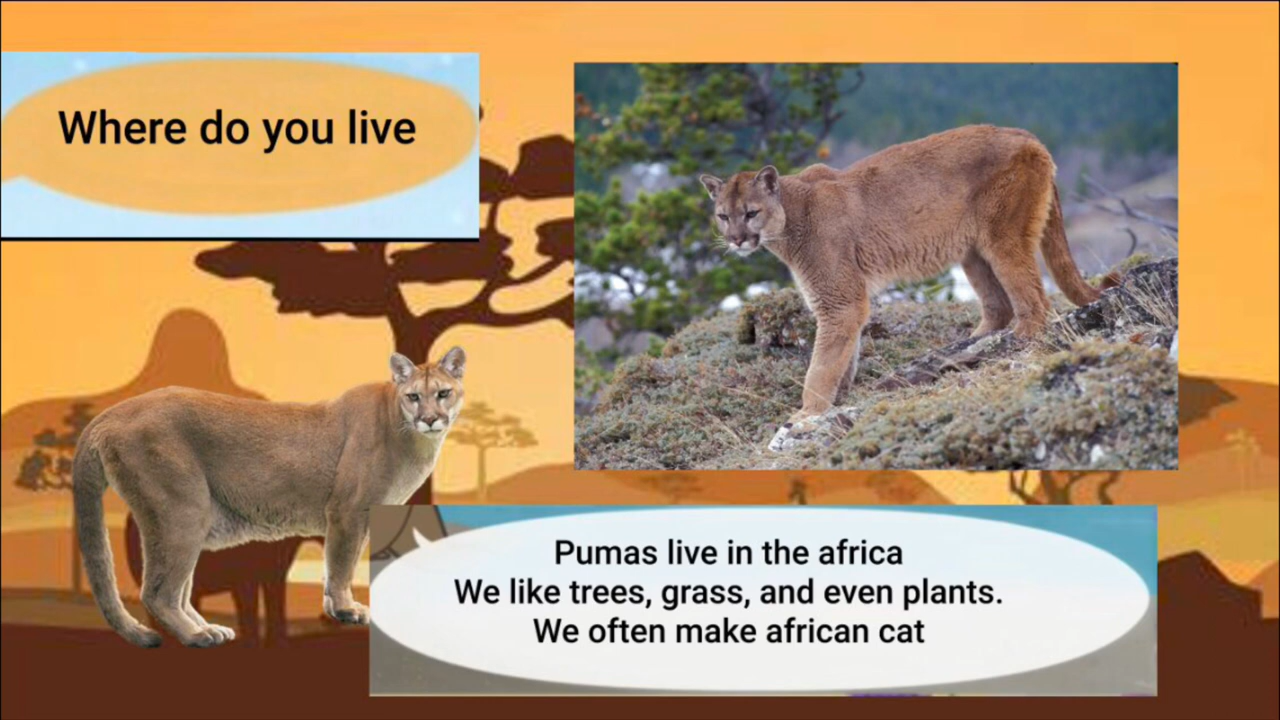 Where do you live
Pumas live in the africa
We like trees, grass, and even plants.
We often make african cat